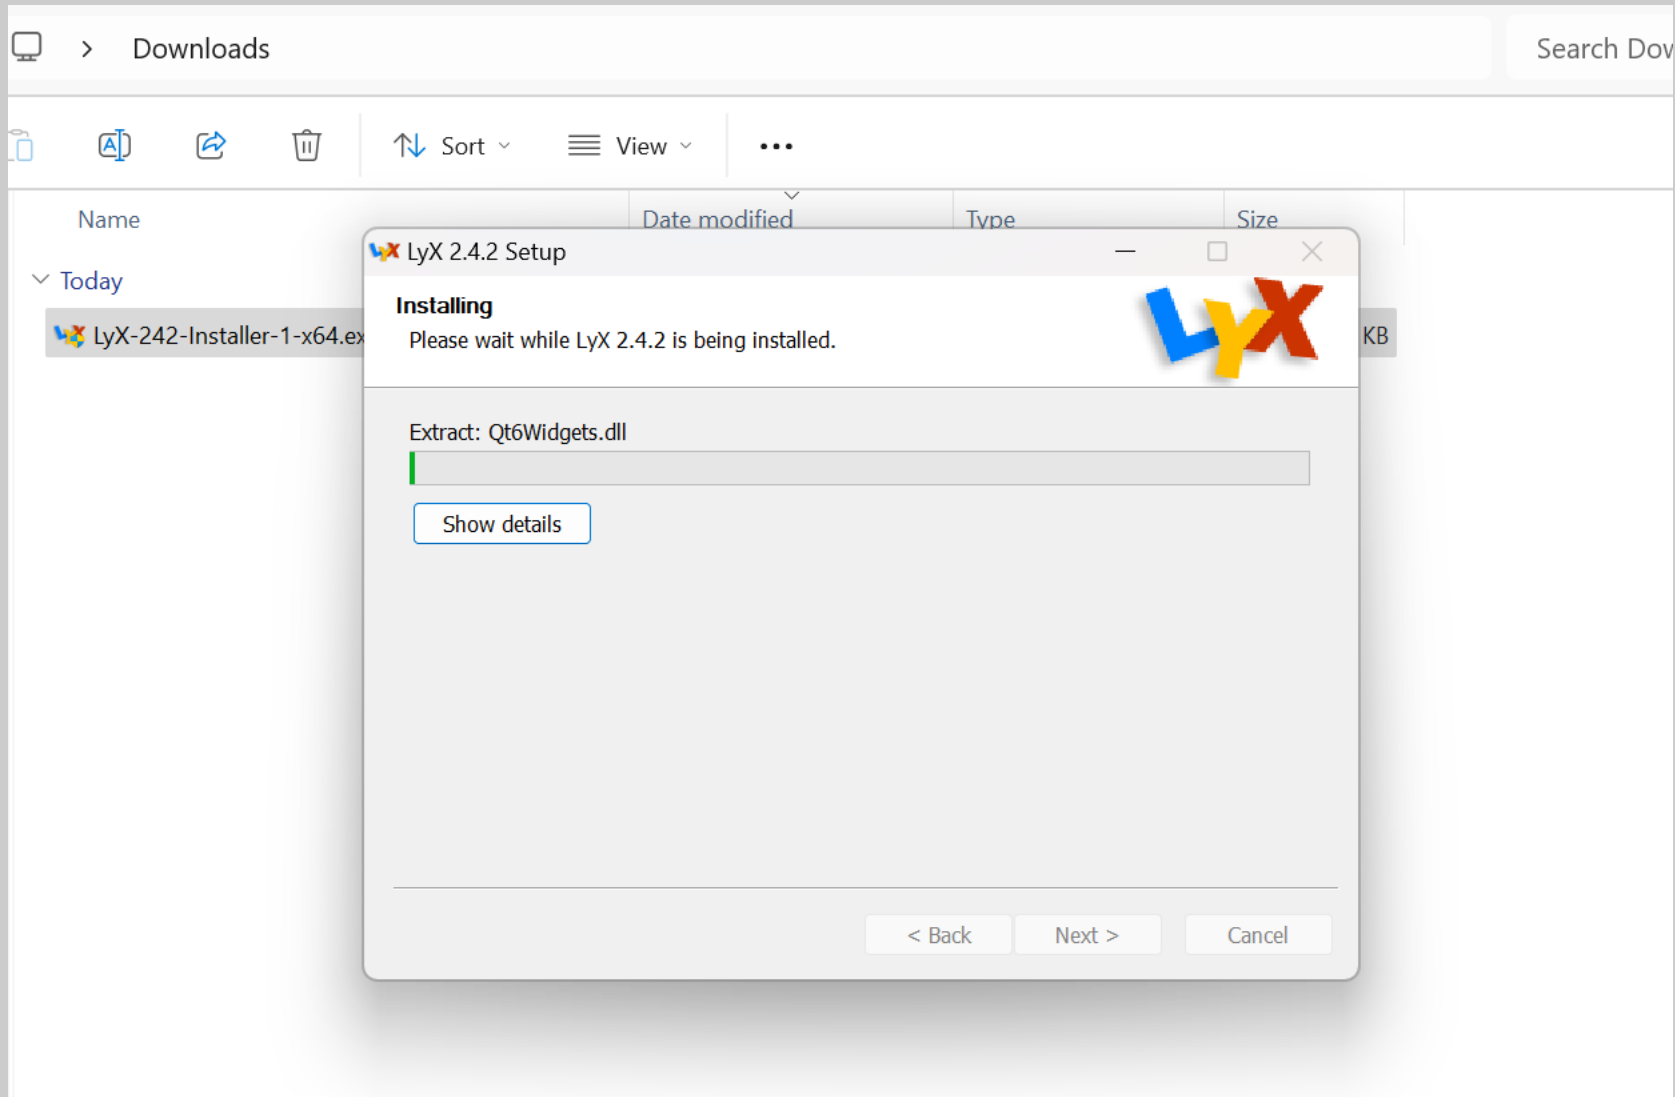 Downloads
Search Dow
Sort
View
Name
Date modified
Type
Size
LyX 2.4.2 Setup
Today
Installing
LyX
LyX-242-Installer-1-x64.ex
KB
Please wait while LyX 2.4.2 is being installed.
Extract: Qt6Widgets.dll
Show details
< Back
Next >
Cancel